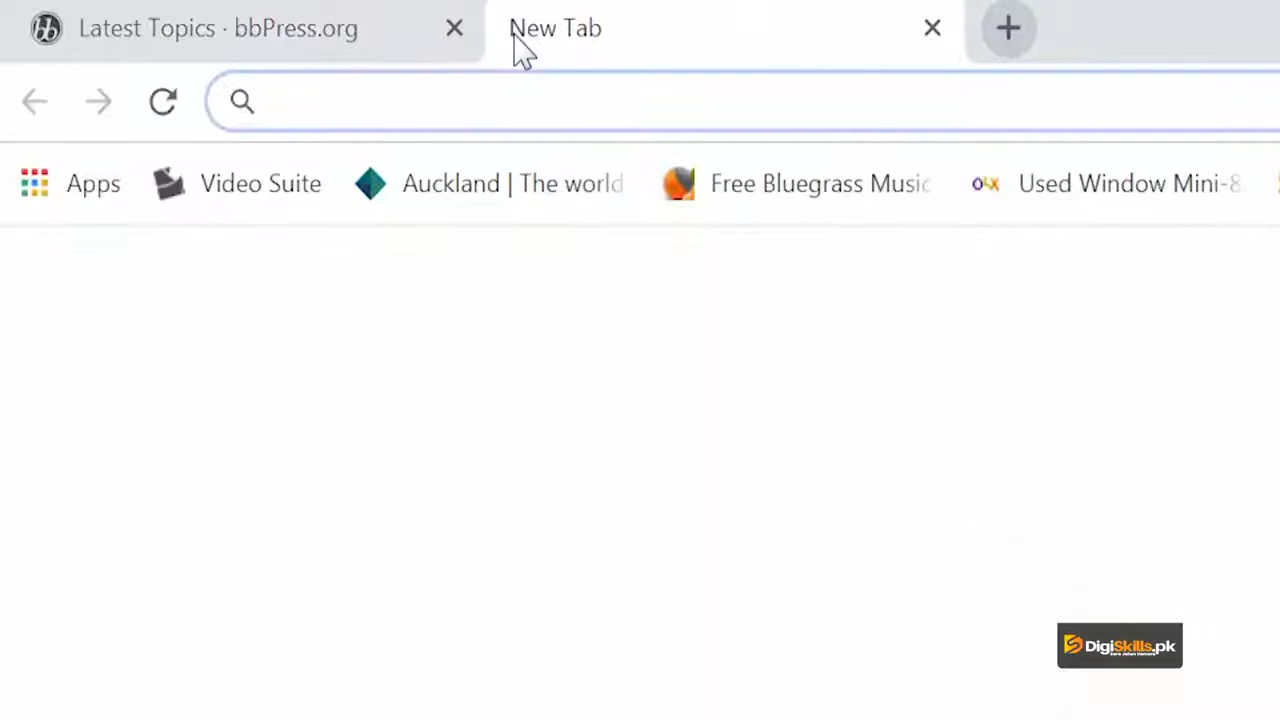 Latest Topics · bbPress.org
New Tab
Apps
Video Suite
Auckland | The world
Free Bluegrass Music
OLX
Used Window Mini-8
DigiSkills.pk